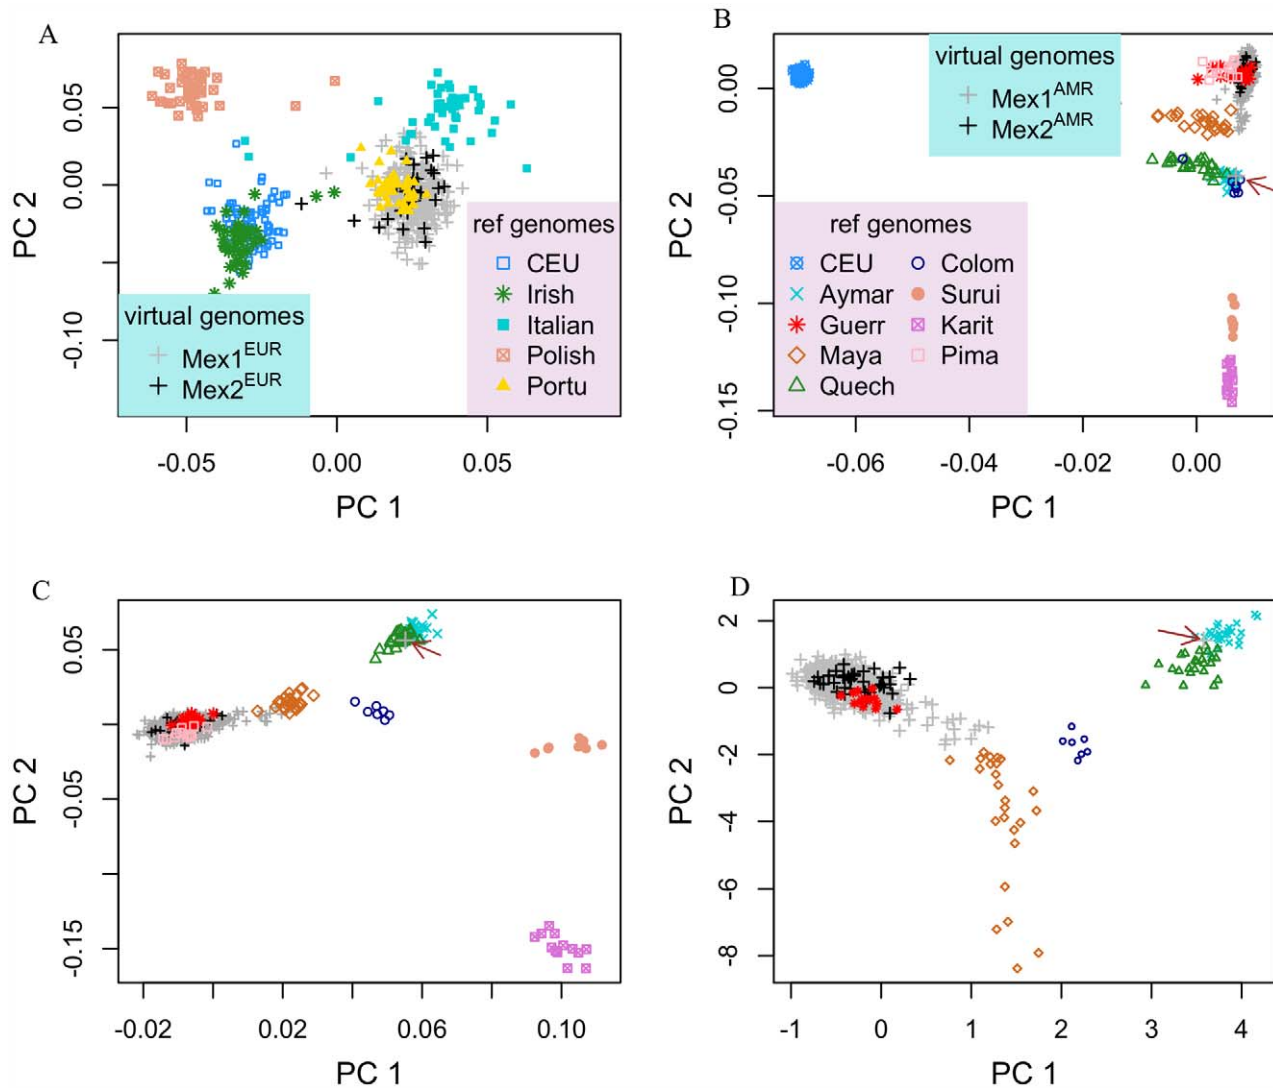 A
PC 2
0.05
0.00
-0.10
virtual genomes
Mex1EUR
Mex2EUR
ref genomes
CEU
Irish
Italian
Polish
Portu
-0.05
0.00
0.05
PC 1
B
PC 2
0.00
-0.05
-0.10
-0.15
virtual genomes
Mex1AMR
Mex2AMR
ref genomes
CEU
Aymar
Guerr
Maya
Quech
Colom
Surui
Karit
Pima
-0.06
-0.04
-0.02
0.00
PC 1
C
PC 2
0.05
-0.05
-0.15
-0.02
0.02
0.06
0.10
PC 1
D
PC 2
2
0
-2
-4
-6
-8
-1
0
1
2
3
4
PC 1